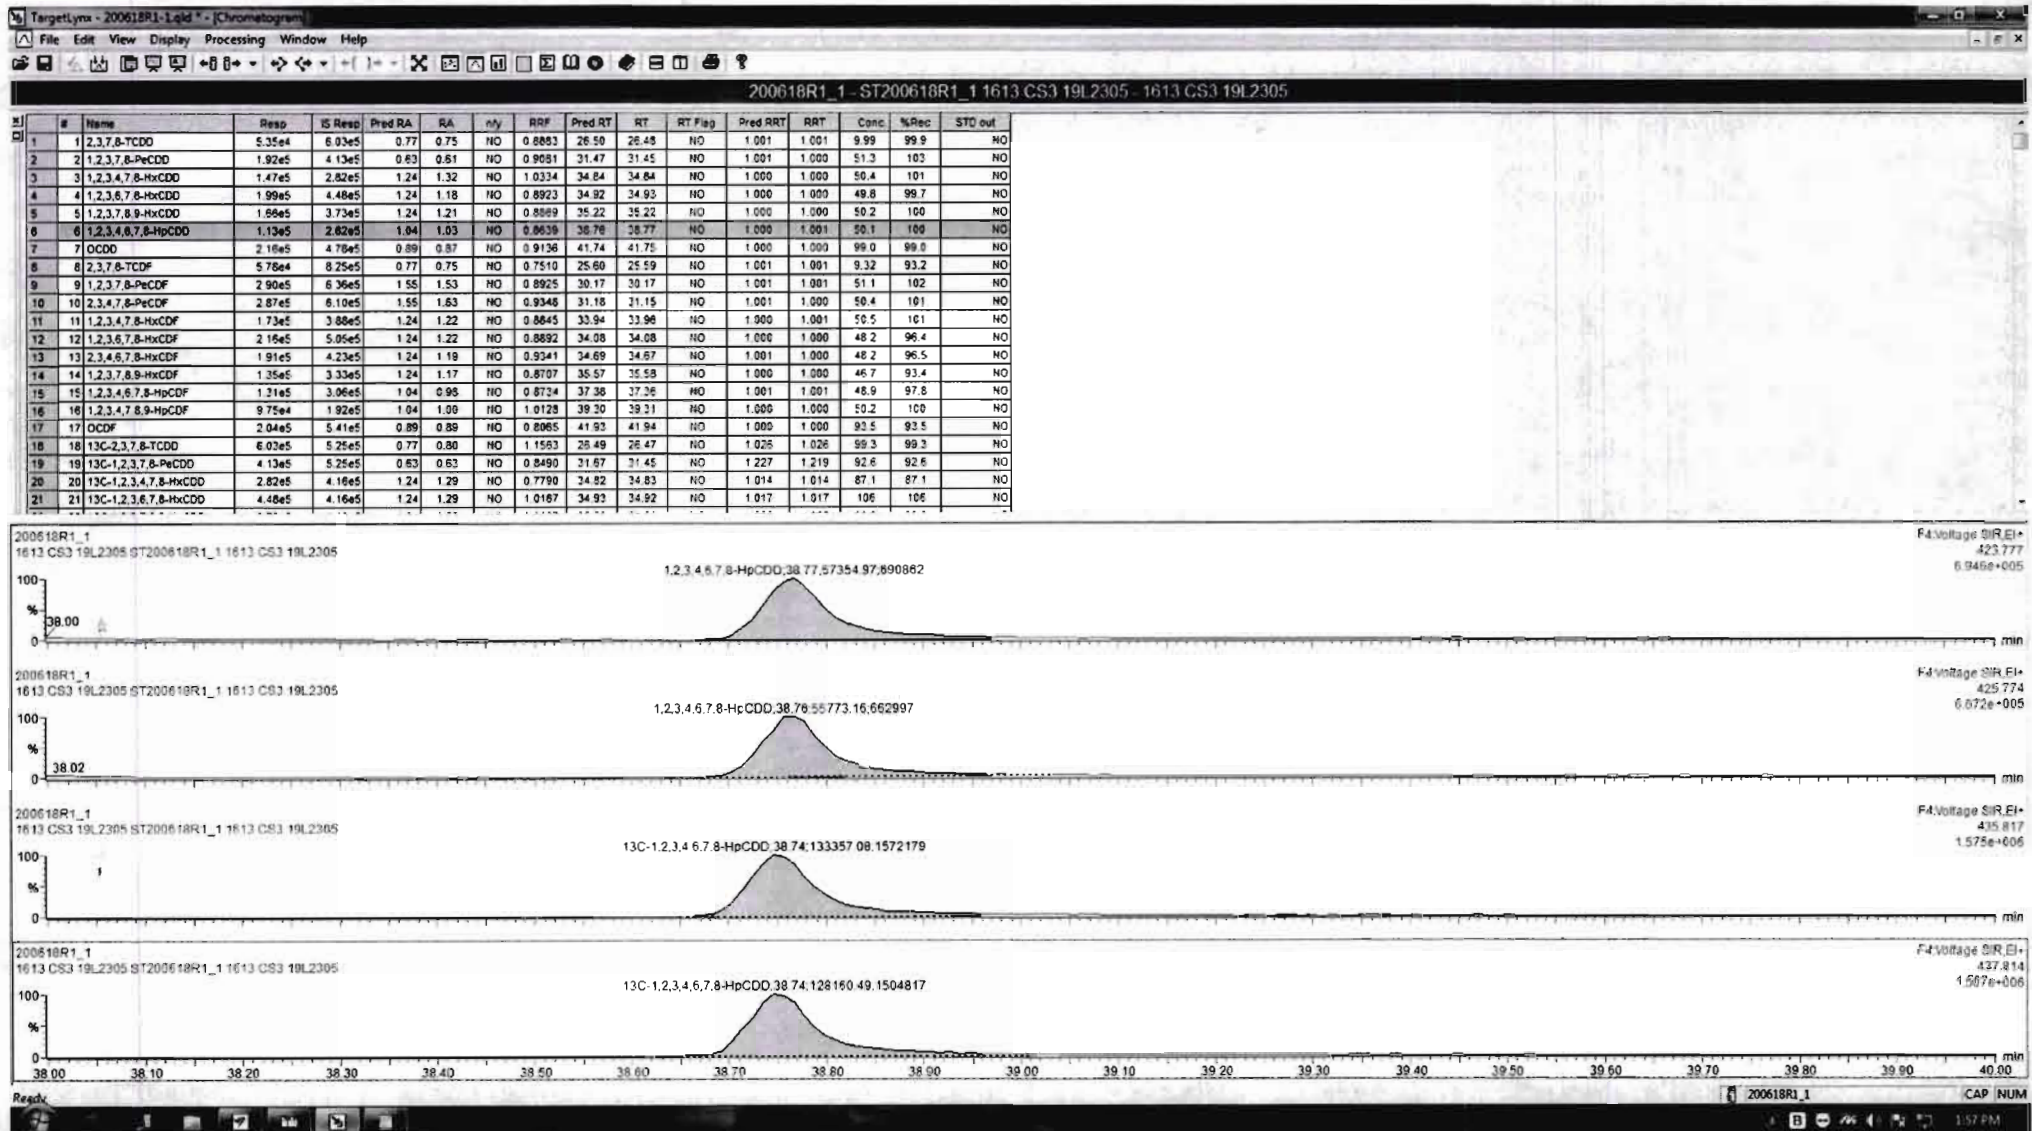 TargetLynx - 200618R1-1.qld * - [Chromatogram]
File Edit View Display Processing Window Help
200618R1_1 - ST200618R1_1 1613 CS3 19L2305 - 1613 CS3 19L2305
# Name Resp IS Resp Pred RA RA n/y RRF Pred RT RT RT Flag Pred RRT RRT Conc %Rec STD out
1 1 2,3,7,8-TCDD 5.35e4 6.03e5 0.77 0.75 NO 0.8883 26.50 26.48 NO 1.001 1.001 9.99 99.9 NO
2 2 1,2,3,7,8-PeCDD 1.92e5 4.13e5 0.63 0.61 NO 0.9081 31.47 31.45 NO 1.001 1.000 51.3 103 NO
3 3 1,2,3,4,7,8-HxCDD 1.47e5 2.82e5 1.24 1.32 NO 1.0334 34.84 34.84 NO 1.000 1.000 50.4 101 NO
4 4 1,2,3,6,7,8-HxCDD 1.99e5 4.48e5 1.24 1.18 NO 0.8923 34.92 34.93 NO 1.000 1.000 49.8 99.7 NO
5 5 1,2,3,7,8,9-HxCDD 1.66e5 3.73e5 1.24 1.21 NO 0.8869 35.22 35.22 NO 1.000 1.000 50.2 100 NO
6 6 1,2,3,4,6,7,8-HpCDD 1.13e5 2.62e5 1.04 1.03 NO 0.8639 38.76 38.77 NO 1.000 1.001 50.1 100 NO
7 7 OCDD 2.16e5 4.78e5 0.89 0.87 NO 0.9136 41.74 41.75 NO 1.000 1.000 99.0 99.0 NO
8 8 2,3,7,8-TCDF 5.78e4 8.25e5 0.77 0.75 NO 0.7510 25.60 25.59 NO 1.001 1.001 9.32 93.2 NO
9 9 1,2,3,7,8-PeCDF 2.90e5 6.36e5 1.55 1.53 NO 0.8925 30.17 30.17 NO 1.001 1.001 51.1 102 NO
10 10 2,3,4,7,8-PeCDF 2.87e5 6.10e5 1.55 1.63 NO 0.9348 31.18 31.15 NO 1.001 1.000 50.4 101 NO
11 11 1,2,3,4,7,8-HxCDF 1.73e5 3.88e5 1.24 1.22 NO 0.8845 33.94 33.96 NO 1.000 1.001 50.5 101 NO
12 12 1,2,3,6,7,8-HxCDF 2.16e5 5.05e5 1.24 1.22 NO 0.8892 34.08 34.08 NO 1.000 1.000 48.2 96.4 NO
13 13 2,3,4,6,7,8-HxCDF 1.91e5 4.23e5 1.24 1.19 NO 0.9341 34.69 34.67 NO 1.001 1.000 48.2 96.5 NO
14 14 1,2,3,7,8,9-HxCDF 1.35e5 3.33e5 1.24 1.17 NO 0.8707 35.57 35.58 NO 1.000 1.000 46.7 93.4 NO
15 15 1,2,3,4,6,7,8-HpCDF 1.31e5 3.06e5 1.04 0.98 NO 0.8734 37.38 37.36 NO 1.001 1.001 48.9 97.8 NO
16 16 1,2,3,4,7,8,9-HpCDF 9.75e4 1.92e5 1.04 1.00 NO 1.0128 39.30 39.31 NO 1.000 1.000 50.2 100 NO
17 17 OCDF 2.04e5 5.41e5 0.89 0.89 NO 0.8065 41.93 41.94 NO 1.000 1.000 93.5 93.5 NO
18 18 13C-2,3,7,8-TCDD 6.03e5 5.25e5 0.77 0.80 NO 1.1563 26.49 26.47 NO 1.026 1.026 99.3 99.3 NO
19 19 13C-1,2,3,7,8-PeCDD 4.13e5 5.25e5 0.63 0.63 NO 0.8490 31.67 31.45 NO 1.227 1.219 92.6 92.6 NO
20 20 13C-1,2,3,4,7,8-HxCDD 2.82e5 4.16e5 1.24 1.29 NO 0.7790 34.82 34.83 NO 1.014 1.014 87.1 87.1 NO
21 21 13C-1,2,3,6,7,8-HxCDD 4.48e5 4.16e5 1.24 1.29 NO 1.0167 34.93 34.92 NO 1.017 1.017 106 106 NO
200618R1_1 F4:Voltage SIR,EI+
1613 CS3 19L2305 ST200618R1_1 1613 CS3 19L2305 423.777
6.946e+005
1,2,3,4,6,7,8-HpCDD;38.77;57354.97;690862
100
%
38.00
0
min
200618R1_1 F4:Voltage SIR,EI+
1613 CS3 19L2305 ST200618R1_1 1613 CS3 19L2305 425.774
6.672e+005
1,2,3,4,6,7,8-HpCDD;38.76;55773.16;662997
100
%
38.02
0
min
200618R1_1 F4:Voltage SIR,EI+
1613 CS3 19L2305 ST200618R1_1 1613 CS3 19L2305 435.817
1.575e+006
13C-1,2,3,4,6,7,8-HpCDD;38.74;133357.08;1572179
100
%
0
min
200618R1_1 F4:Voltage SIR,EI+
1613 CS3 19L2305 ST200618R1_1 1613 CS3 19L2305 437.814
1.507e+006
13C-1,2,3,4,6,7,8-HpCDD;38.74;128160.49;1504817
100
%
0
min
38.00 38.10 38.20 38.30 38.40 38.50 38.60 38.70 38.80 38.90 39.00 39.10 39.20 39.30 39.40 39.50 39.60 39.70 39.80 39.90 40.00
Ready 200618R1_1 CAP NUM
1:57 PM